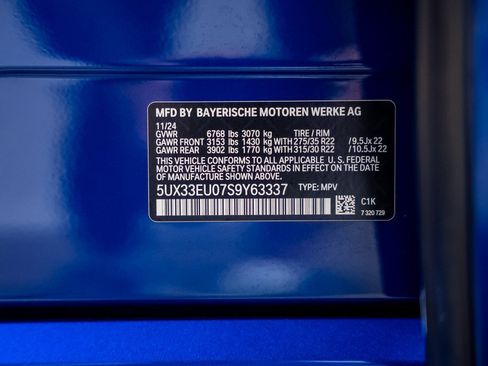 MFD BY BAYERISCHE MOTOREN WERKE AG
11/24
GVWR 6768 lbs 3070 kg TIRE / RIM
GAWR FRONT 3153 lbs 1430 kg 275/35 R22 / 9.5Jx 22
GAWR REAR 3902 lbs 1770 kg 315/30 R22 / 10.5Jx 22
THIS VEHICLE CONFORMS TO ALL APPLICABLE U. S. FEDERAL
MOTOR VEHICLE SAFETY STANDARDS IN EFFECT ON THE
DATE OF MANUFACTURE SHOWN ABOVE.
5UX33EU07S9Y63337 TYPE: MPV
C1K
7 320 729